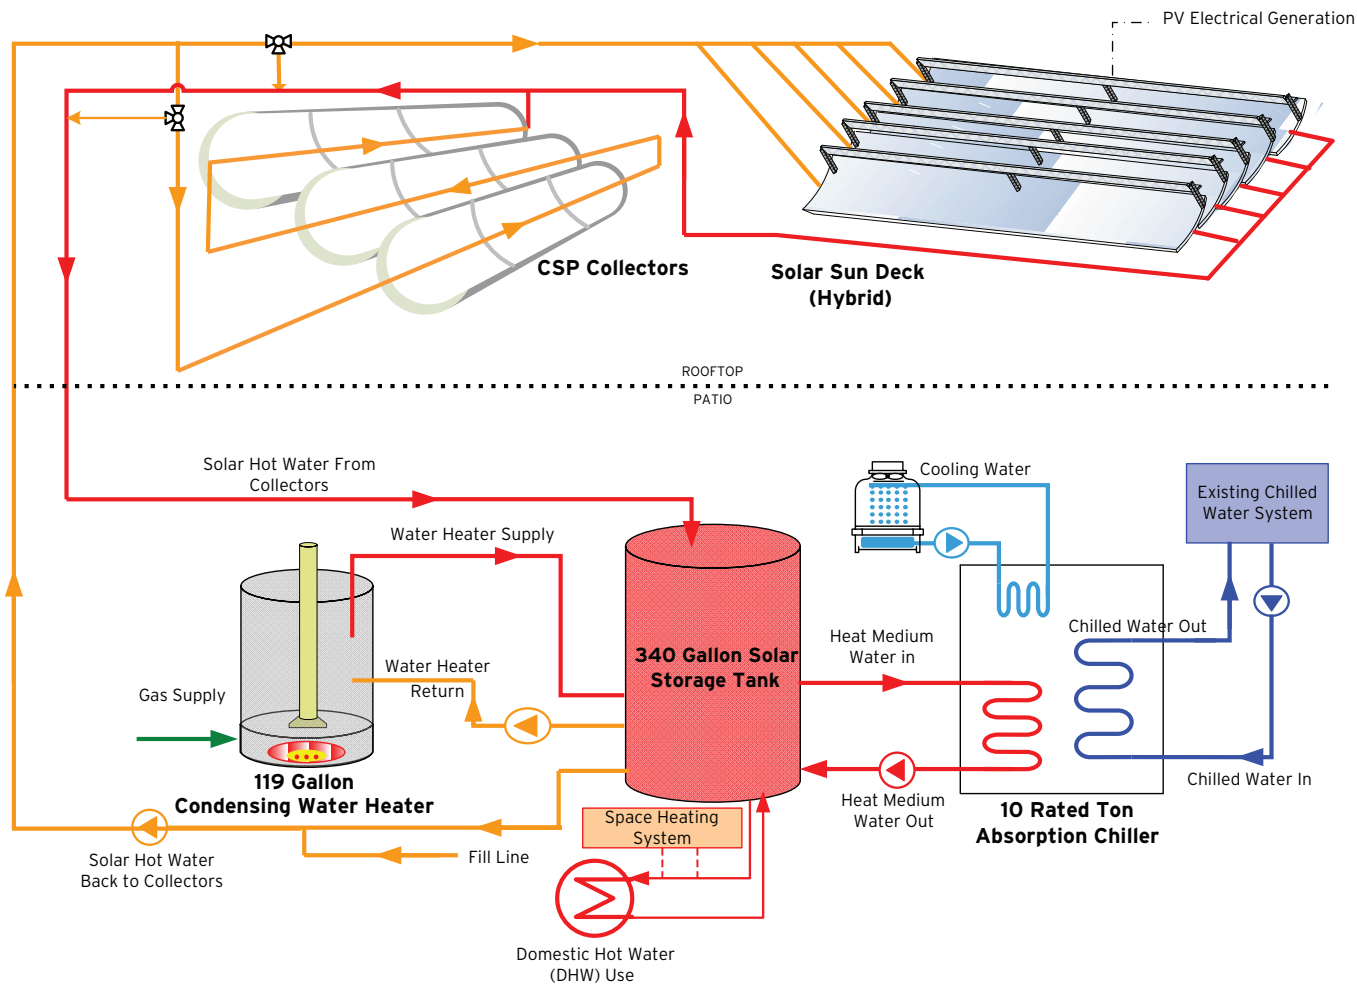 PV Electrical Generation
CSP Collectors
Solar Sun Deck
(Hybrid)
ROOFTOP
PATIO
Solar Hot Water From
Collectors
Cooling Water
Existing Chilled
Water System
Water Heater Supply
Chilled Water Out
Heat Medium
Water in
340 Gallon Solar
Storage Tank
Water Heater
Return
Gas Supply
Chilled Water In
119 Gallon
Condensing Water Heater
Heat Medium
Water Out
10 Rated Ton
Absorption Chiller
Space Heating
System
Fill Line
Solar Hot Water
Back to Collectors
Domestic Hot Water
(DHW) Use